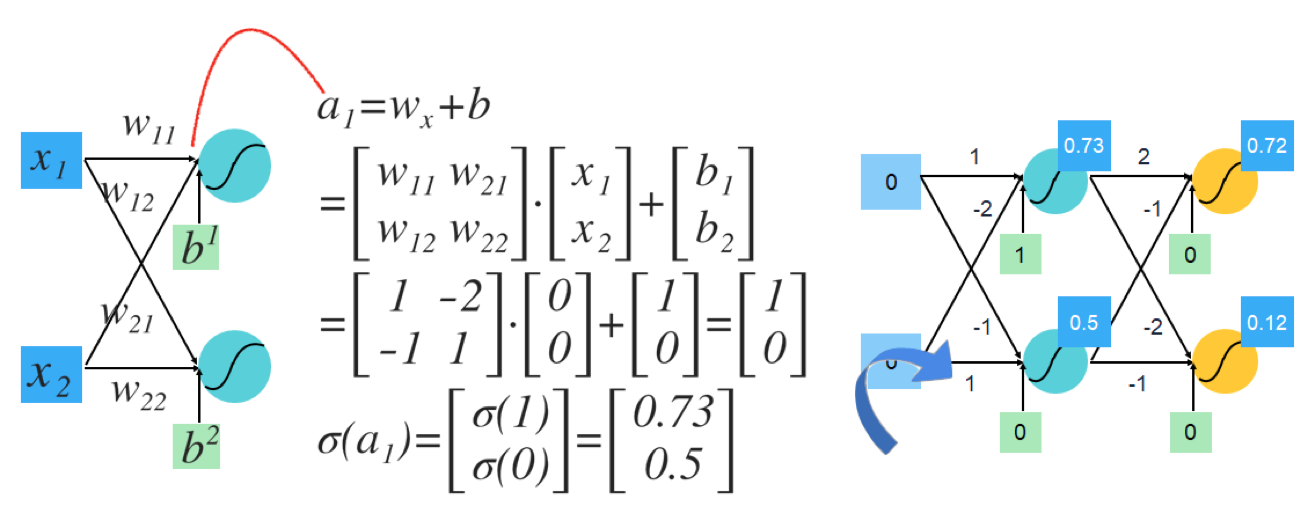 w11
x1
w12
b1
w21
x2
w22
b2
a1=wx+b
=[w11 w21
w12 w22]·[x1
x2]+[b1
b2]
=[1 -2
-1 1]·[0
0]+[1
0]=[1
0]
σ(a1)=[σ(1)
σ(0)]=[0.73
0.5]
0 1 0.73 2 0.72
-2 -1
1 0
-1 0.5 -2 0.12
0 1 -1
0 0